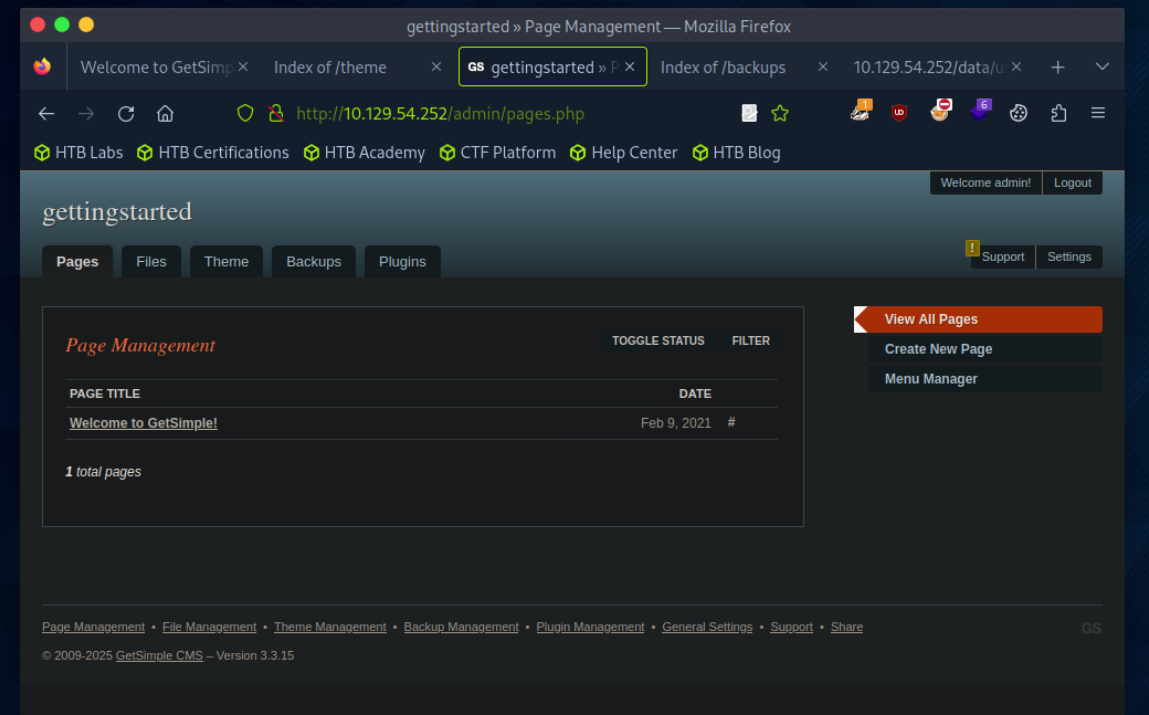 gettingstarted » Page Management — Mozilla Firefox
Welcome to GetSimp
Index of /theme
GS gettingstarted » P
Index of /backups
10.129.54.252/data/u
http://10.129.54.252/admin/pages.php
1
UD
6
HTB Labs HTB Certifications HTB Academy CTF Platform Help Center HTB Blog
Welcome admin! Logout
gettingstarted
Pages Files Theme Backups Plugins
! Support Settings
Page Management
TOGGLE STATUS FILTER
PAGE TITLE DATE
Welcome to GetSimple! Feb 9, 2021 #
1 total pages
View All Pages
Create New Page
Menu Manager
Page Management • File Management • Theme Management • Backup Management • Plugin Management • General Settings • Support • Share
GS
© 2009-2025 GetSimple CMS – Version 3.3.15